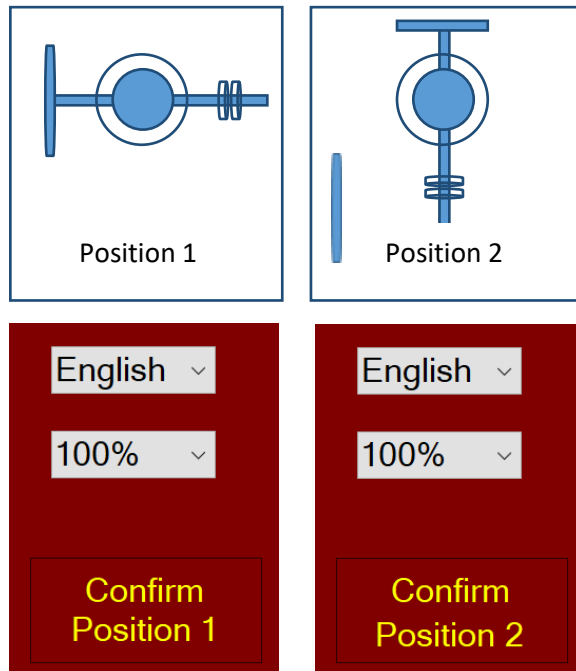 Position 1
Position 2
English
English
100%
100%
Confirm
Position 1
Confirm
Position 2